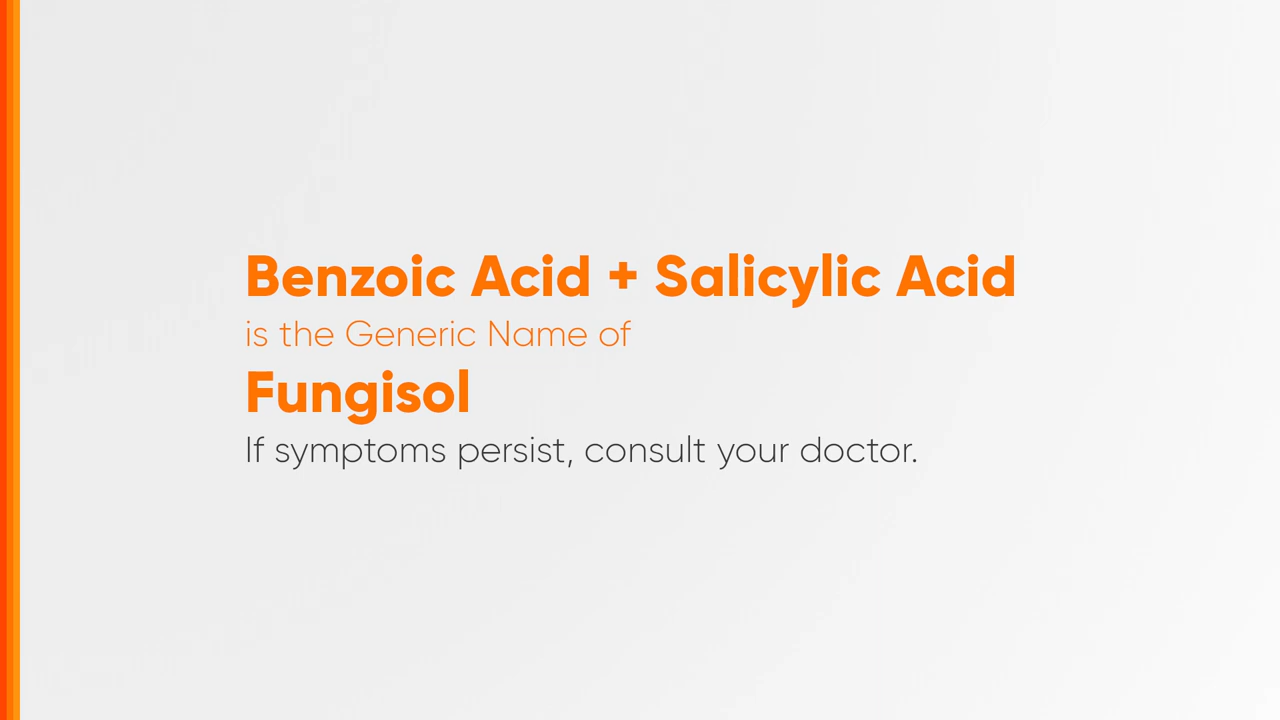 Benzoic Acid + Salicylic Acid
is the Generic Name of
Fungisol
If symptoms persist, consult your doctor.